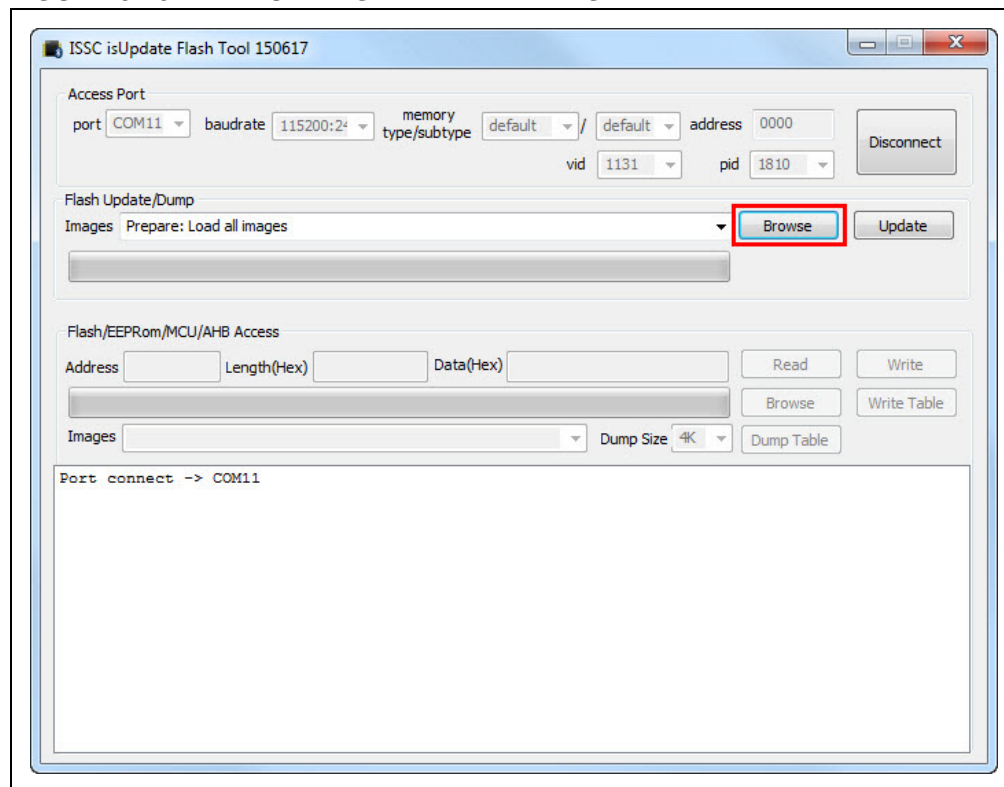 ISSC isUpdate Flash Tool 150617
Access Port
port COM11 baudrate 115200:24 memory type/subtype default / default address 0000
Disconnect
vid 1131 pid 1810
Flash Update/Dump
Images Prepare: Load all images Browse Update
Flash/EEPRom/MCU/AHB Access
Address Length(Hex) Data(Hex) Read Write
Browse Write Table
Images Dump Size 4K Dump Table
Port connect -> COM11